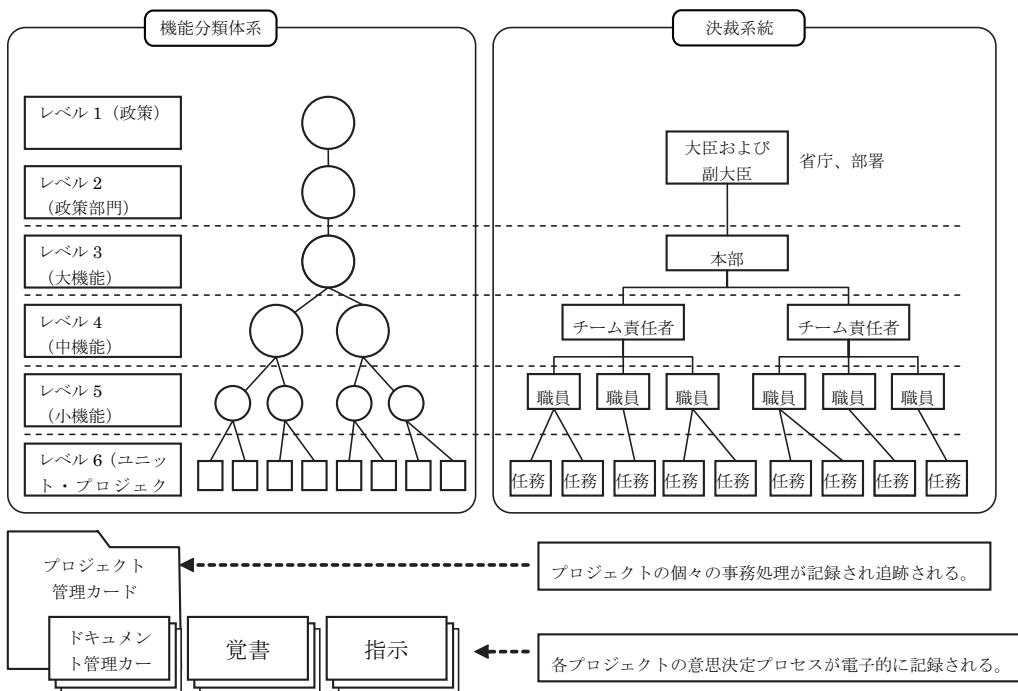 機能分類体系
決裁系統
レベル 1（政策）
レベル 2
（政策部門）
レベル 3
（大機能）
レベル 4
（中機能）
レベル 5
（小機能）
レベル 6（ユニッ
ト・プロジェク
大臣および
副大臣
省庁、部署
本部
チーム責任者
チーム責任者
職員
職員
職員
職員
職員
職員
任務
任務
任務
任務
任務
任務
任務
任務
任務
プロジェクト
管理カード
プロジェクトの個々の事務処理が記録され追跡される。
ドキュメン
ト管理カー
覚書
指示
各プロジェクトの意思決定プロセスが電子的に記録される。